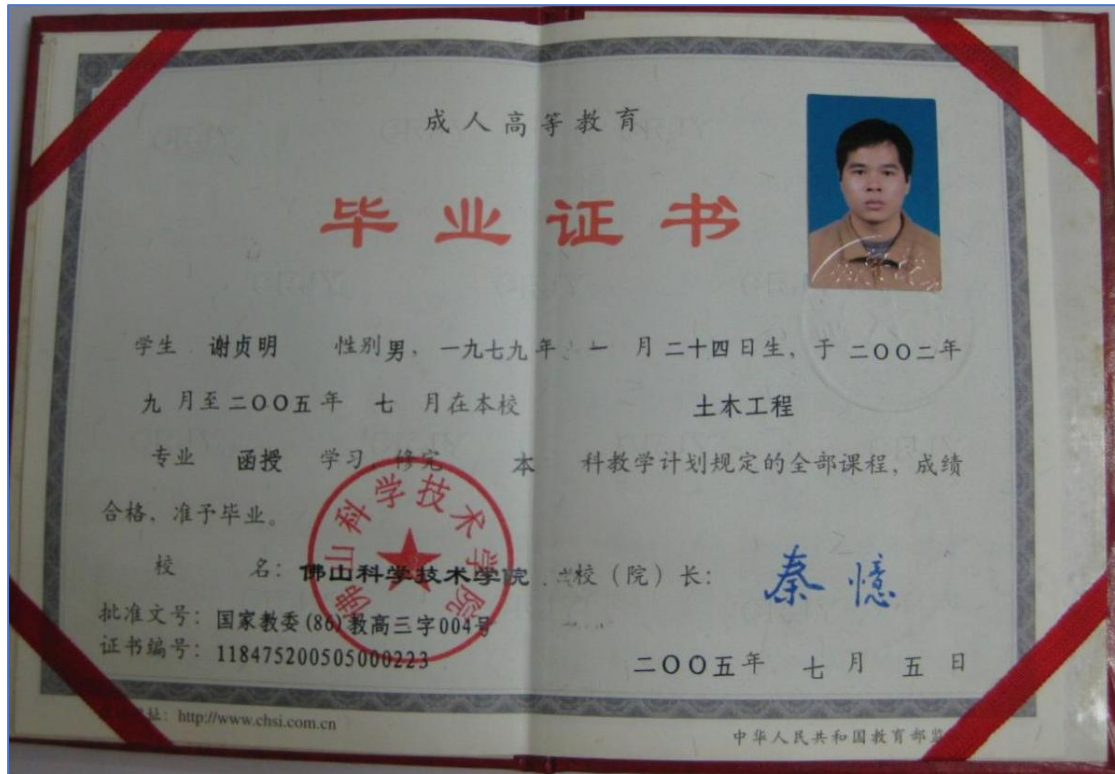 成人高等教育
毕业证书
学生 谢贞明 性别 男，一九七九年 一 月二十四日生，于二〇〇二年
九 月至二〇〇五年 七 月在本校 土木工程
专业 函授 学习，修完 本 科教学计划规定的全部课程，成绩
合格，准予毕业。
校 名：佛山科学技术学院 校（院）长：秦憶
佛山科学技术学院
批准文号：国家教委(86)教高三字004号
证书编号：118475200505000223
二〇〇五年 七 月 五 日
址：http://www.chsi.com.cn
中华人民共和国教育部